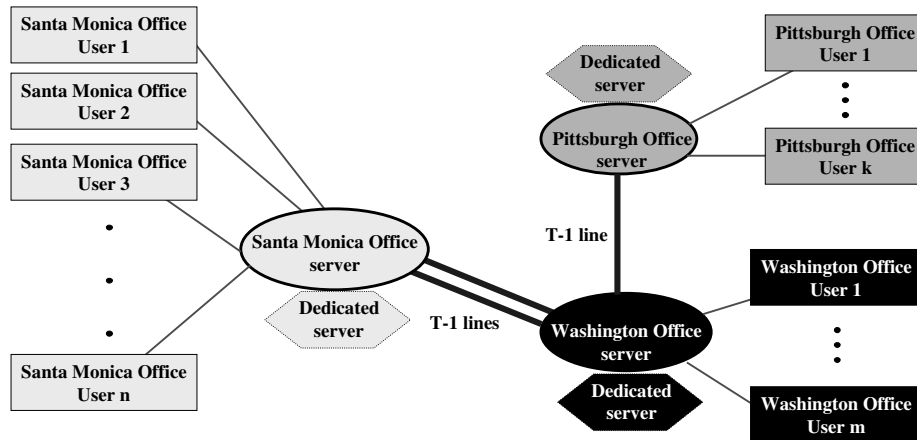 Santa Monica Office
User 1
Santa Monica Office
User 2
Santa Monica Office
User 3
Santa Monica Office
User n
Santa Monica Office
server
Dedicated
server
T-1 lines
Dedicated
server
Pittsburgh Office
server
Pittsburgh Office
User 1
Pittsburgh Office
User k
T-1 line
Washington Office
server
Dedicated
server
Washington Office
User 1
Washington Office
User m